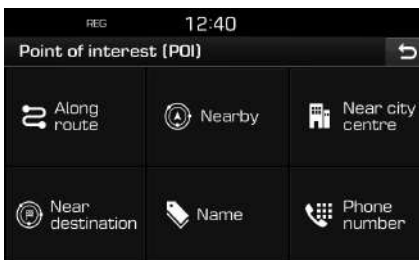 REG 12:40
Point of interest (POI)
Along
route
Nearby
Near city
centre
Near
destination
Name
Phone
number